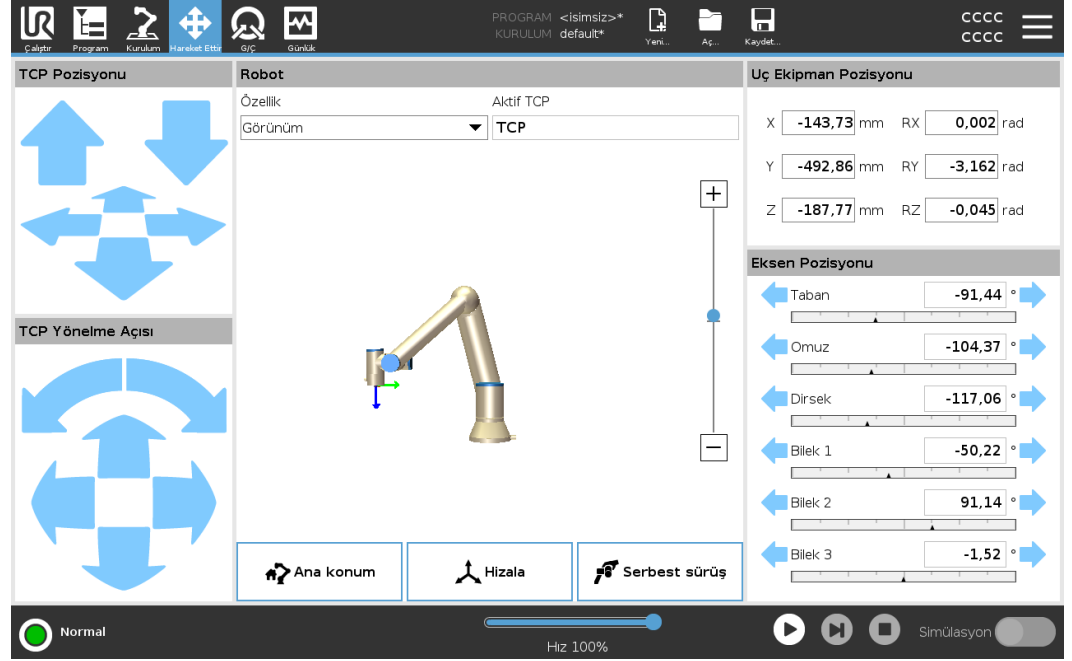 PROGRAM <isimsiz>*
KURULUM default*
Çalıştır
Program
Kurulum
Hareket Ettir
G/Ç
Günlük
Yeni...
Aç...
Kaydet...
CCCC
CCCC
TCP Pozisyonu
Robot
Özellik
Aktif TCP
Görünüm
TCP
+
−
TCP Yönelme Açısı
Ana konum
Hizala
Serbest sürüş
Uç Ekipman Pozisyonu
X -143,73 mm RX 0,002 rad
Y -492,86 mm RY -3,162 rad
Z -187,77 mm RZ -0,045 rad
Eksen Pozisyonu
Taban -91,44 °
Omuz -104,37 °
Dirsek -117,06 °
Bilek 1 -50,22 °
Bilek 2 91,14 °
Bilek 3 -1,52 °
Normal
Hız 100%
Simülasyon